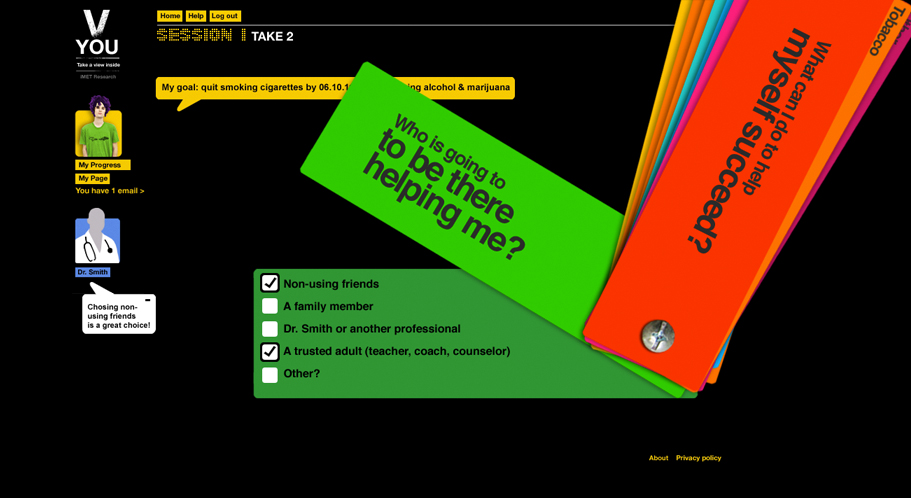 V
YOU
Take a view inside
iMET Research
Home Help Log out
SESSION 1 TAKE 2
My goal: quit smoking cigarettes by 06.10.1 ng alcohol & marijuana
My Progress
My Page
You have 1 email >
Dr. Smith
Chosing non-
using friends
is a great choice!
Who is going to
to be there
helping me?
Non-using friends
A family member
Dr. Smith or another professional
A trusted adult (teacher, coach, counselor)
Other?
What can I do to help
myself succeed?
Tobacco
About Privacy policy